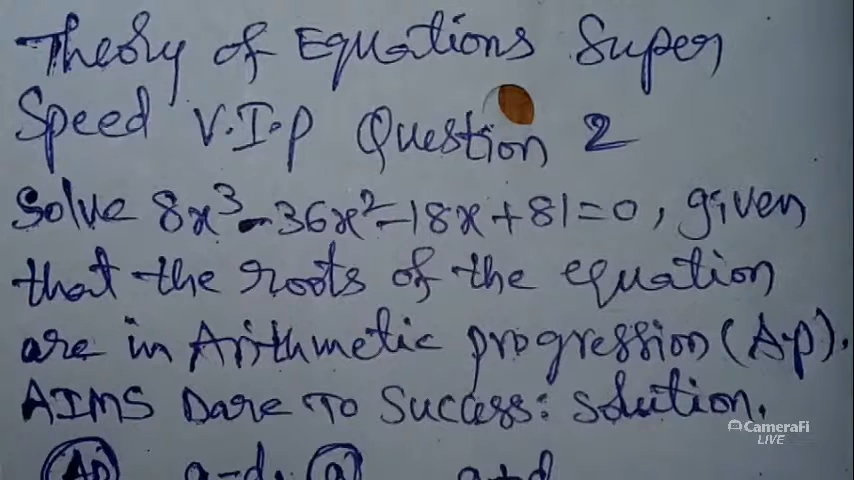 Theory of Equations Super
Speed V.I.P Question 2
Solve 8x³-36x²-18x+81=0, given
that the roots of the equation
are in Arithmetic progression (A.p).
AIMS Dare To Success: solution.
CameraFi
LIVE
a-d, a a+d